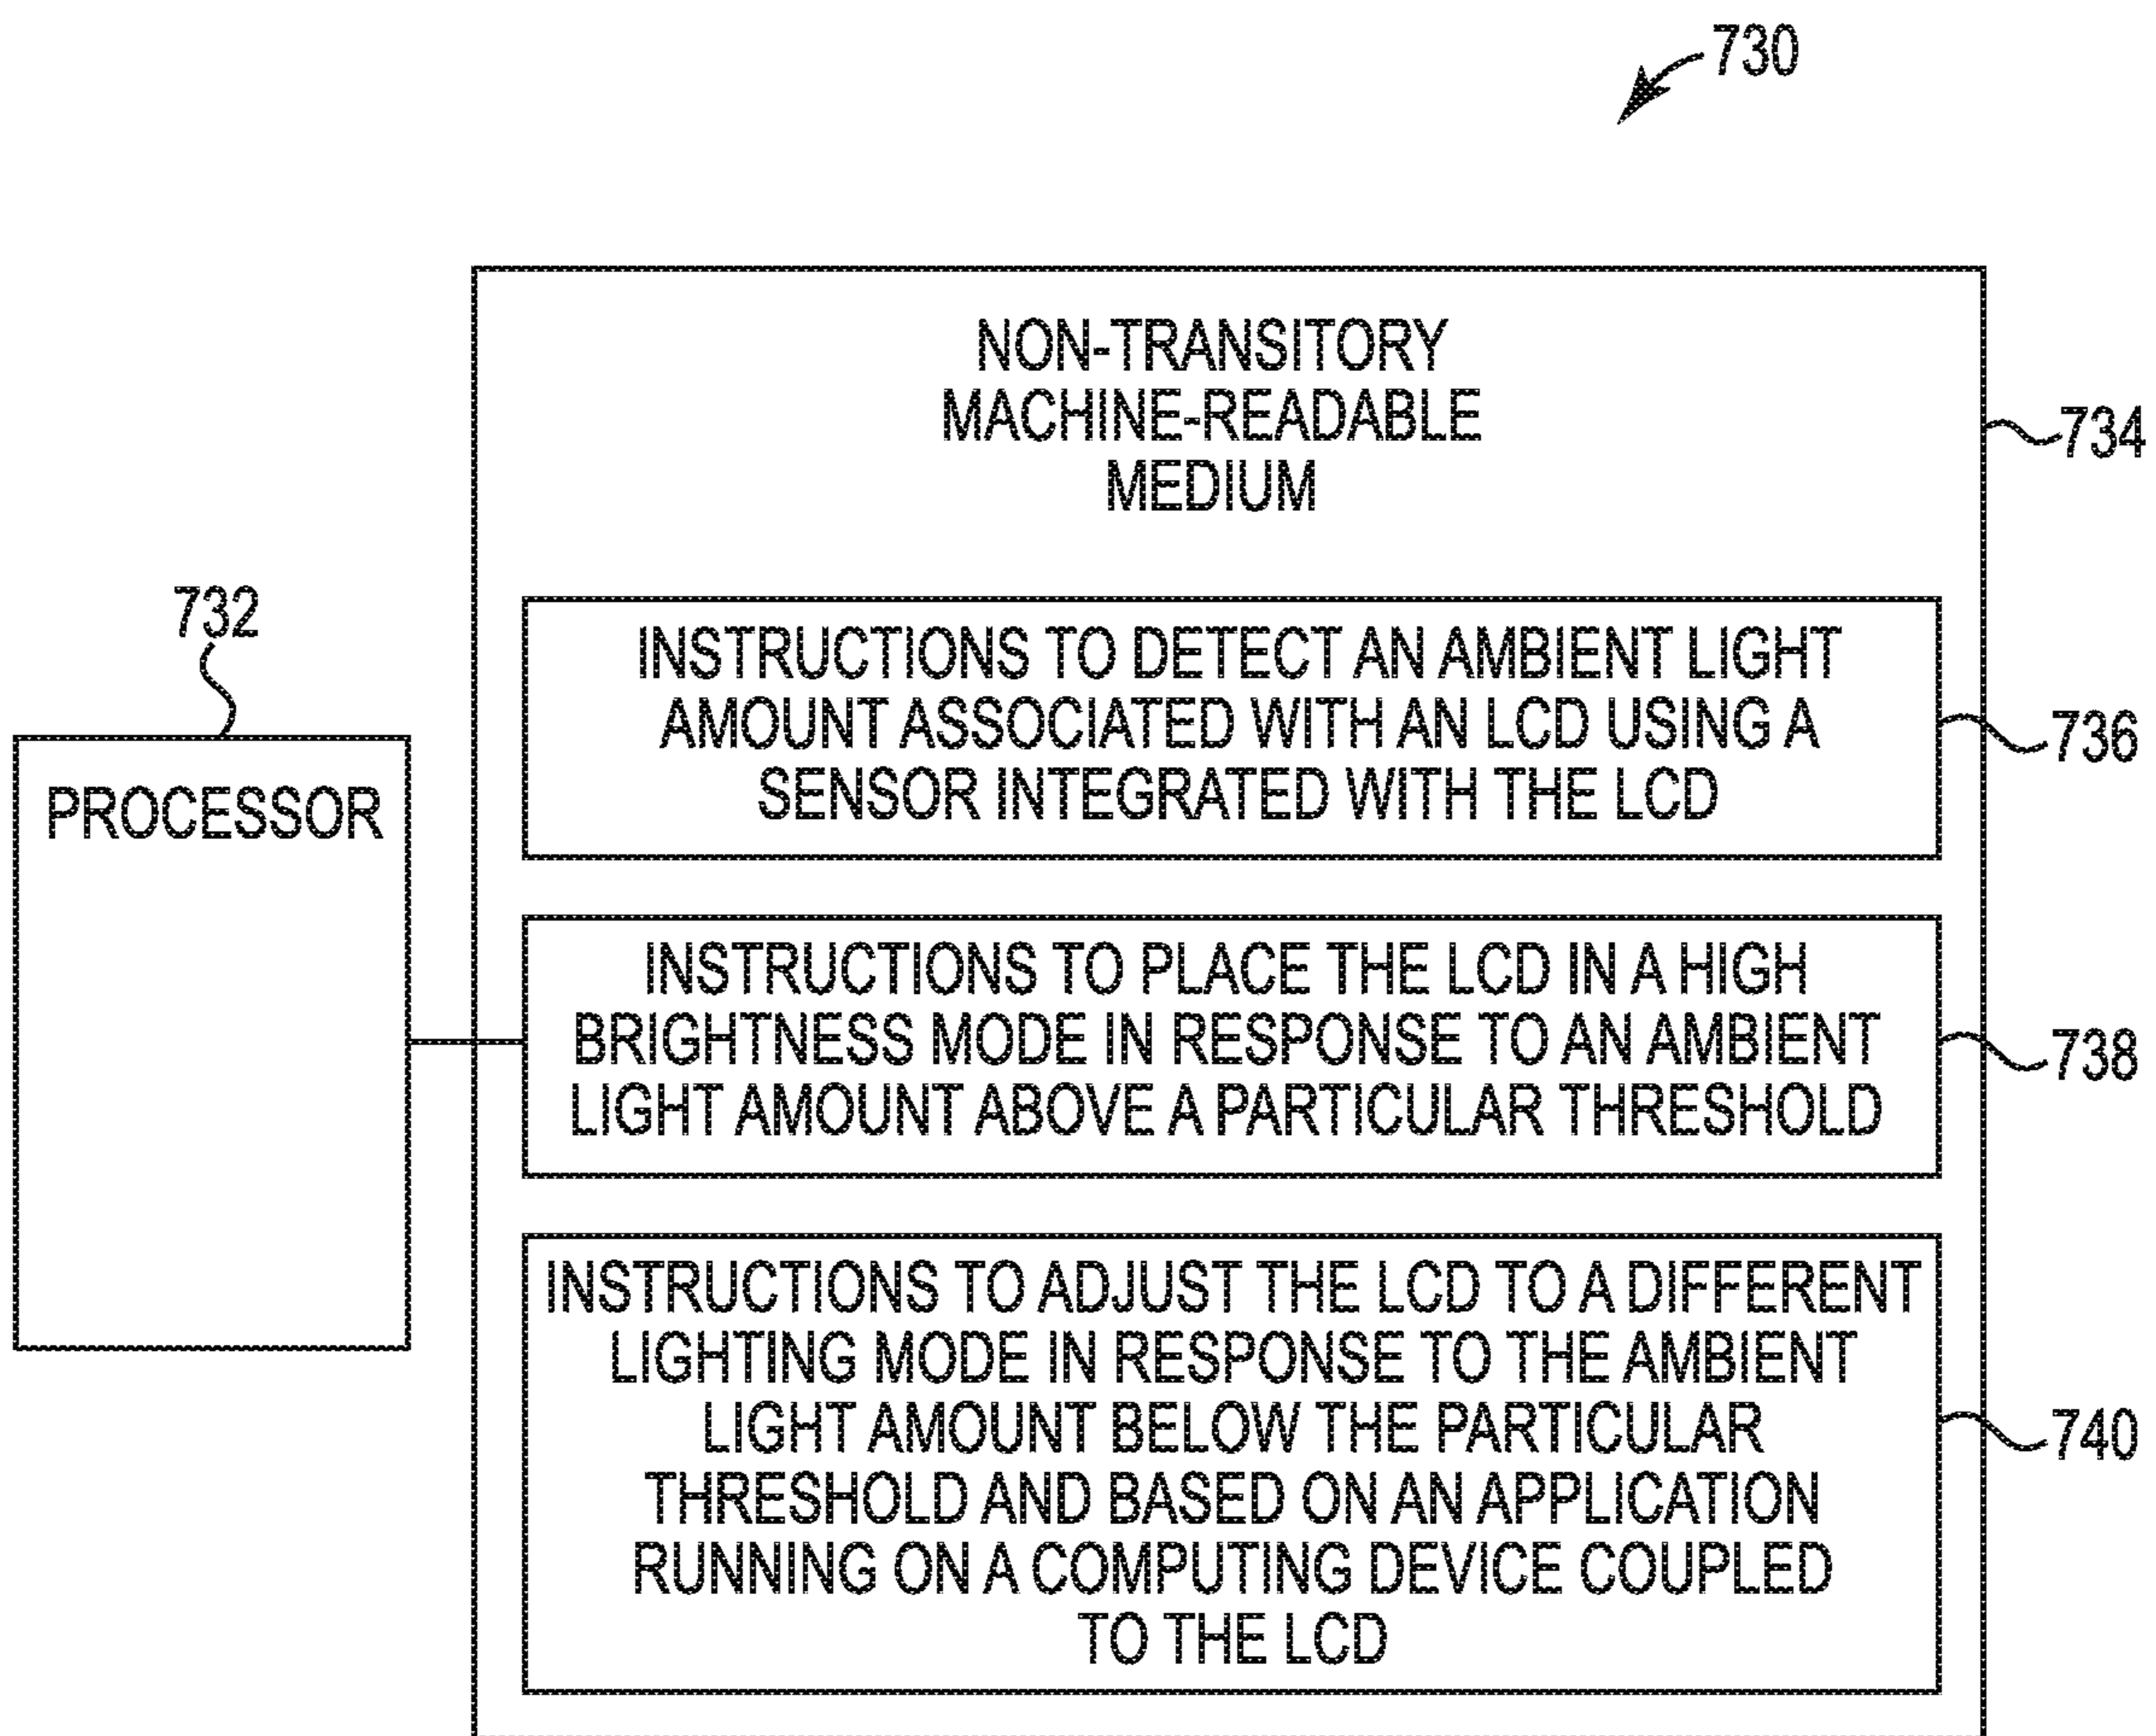 730
NON-TRANSITORY
MACHINE-READABLE
MEDIUM
734
732
PROCESSOR
INSTRUCTIONS TO DETECT AN AMBIENT LIGHT
AMOUNT ASSOCIATED WITH AN LCD USING A
SENSOR INTEGRATED WITH THE LCD
736
INSTRUCTIONS TO PLACE THE LCD IN A HIGH
BRIGHTNESS MODE IN RESPONSE TO AN AMBIENT
LIGHT AMOUNT ABOVE A PARTICULAR THRESHOLD
738
INSTRUCTIONS TO ADJUST THE LCD TO A DIFFERENT
LIGHTING MODE IN RESPONSE TO THE AMBIENT
LIGHT AMOUNT BELOW THE PARTICULAR
THRESHOLD AND BASED ON AN APPLICATION
RUNNING ON A COMPUTING DEVICE COUPLED
TO THE LCD
740